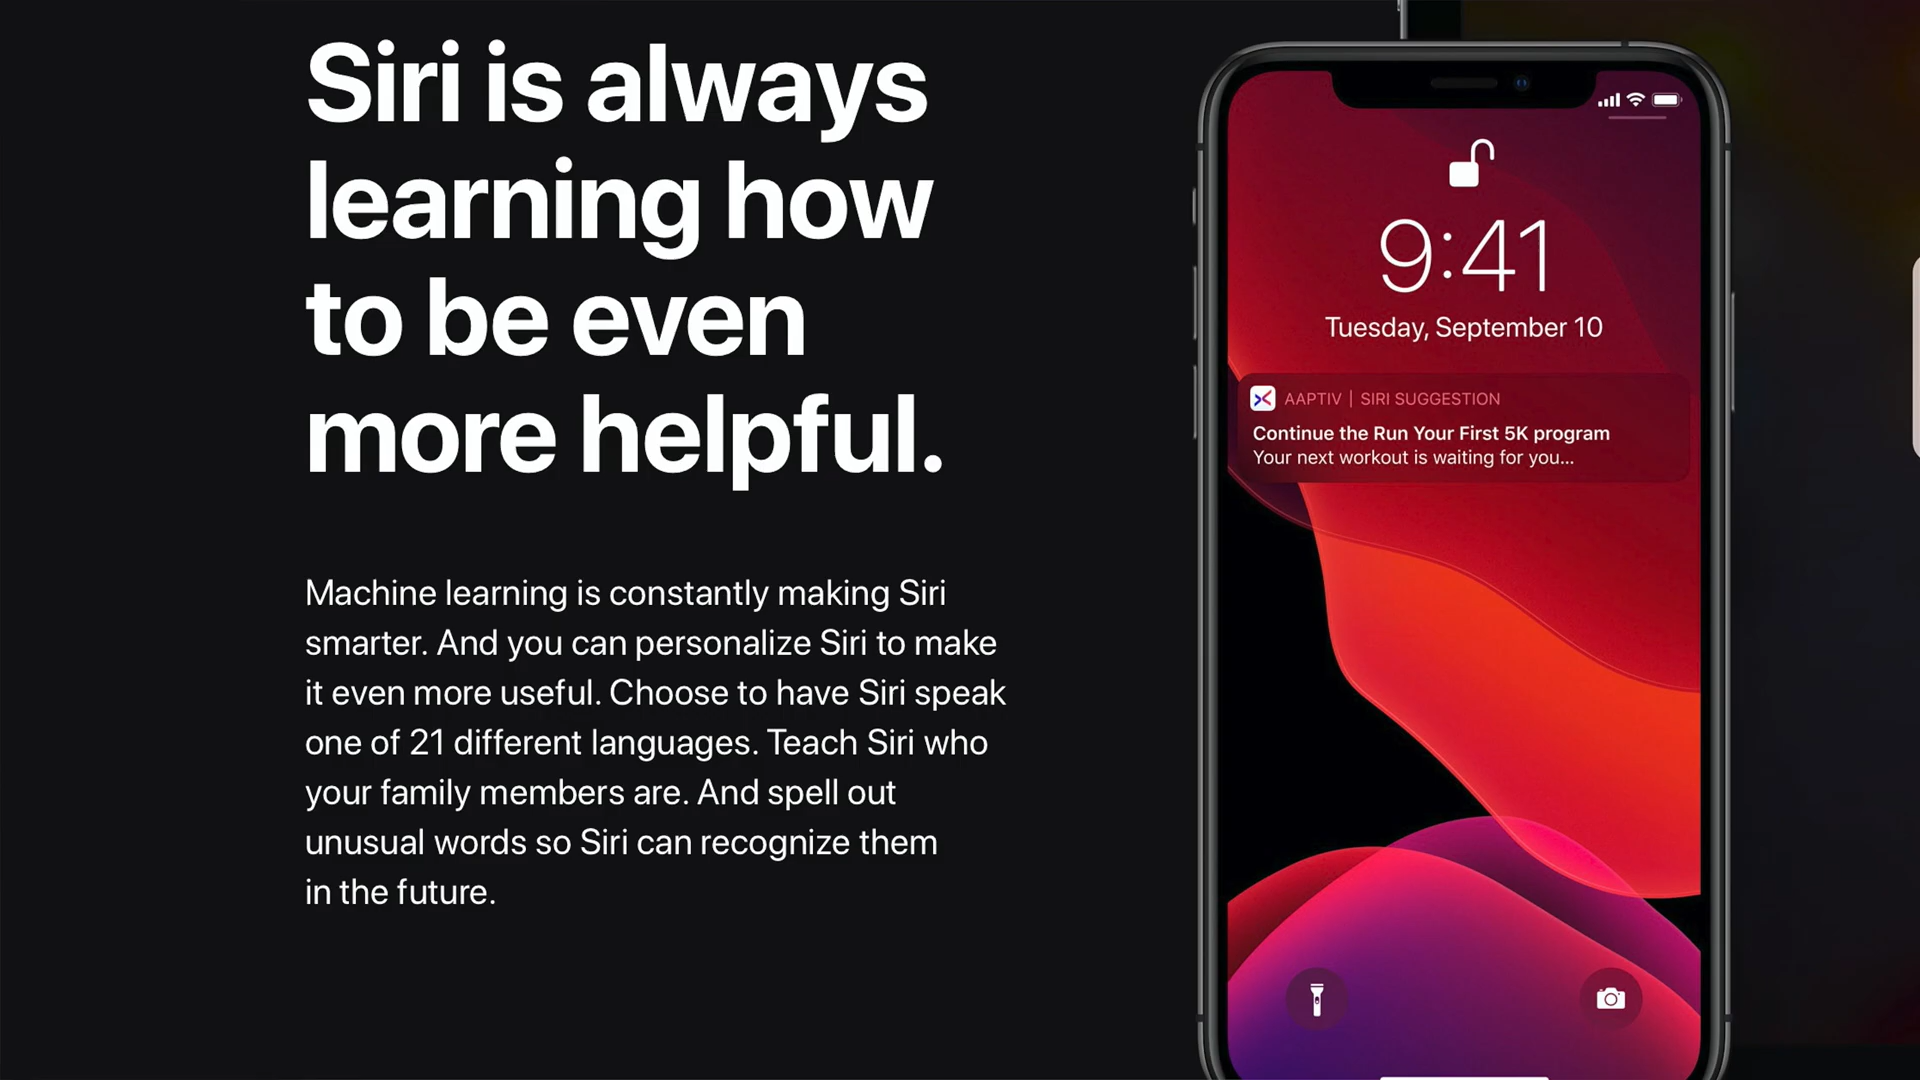 Siri is always
learning how
to be even
more helpful.
Machine learning is constantly making Siri
smarter. And you can personalize Siri to make
it even more useful. Choose to have Siri speak
one of 21 different languages. Teach Siri who
your family members are. And spell out
unusual words so Siri can recognize them
in the future.
9:41
Tuesday, September 10
AAPTIV | SIRI SUGGESTION
Continue the Run Your First 5K program
Your next workout is waiting for you...